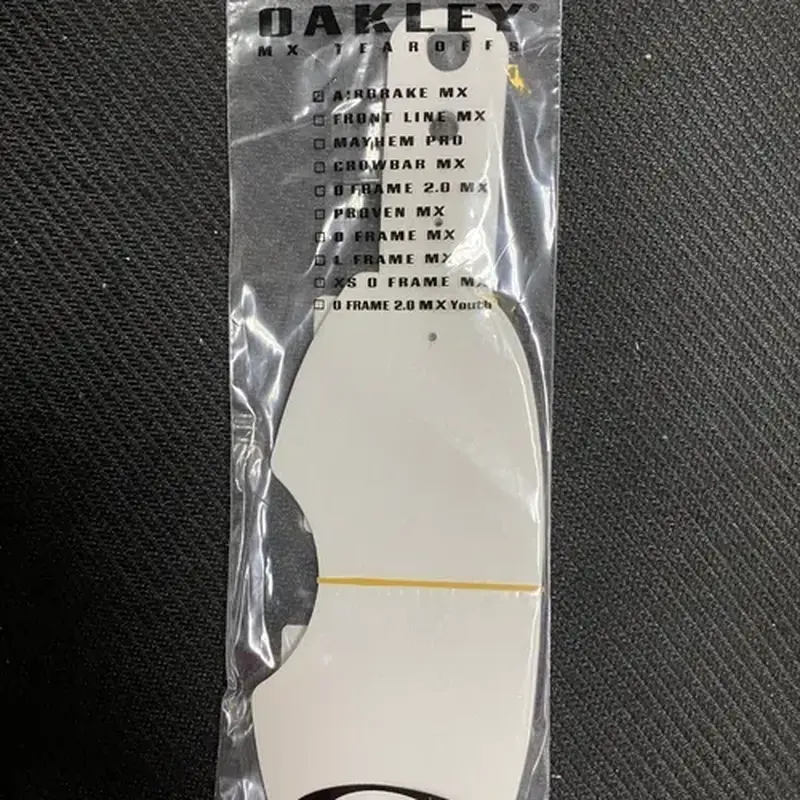 OAKLEY®
MX TEAROFFS
AIRBRAKE MX
FRONT LINE MX
MAYHEM PRO
CROWBAR MX
O FRAME 2.0 MX
PROVEN MX
O FRAME MX
L FRAME MX
XS O FRAME MX
O FRAME 2.0 MX Youth